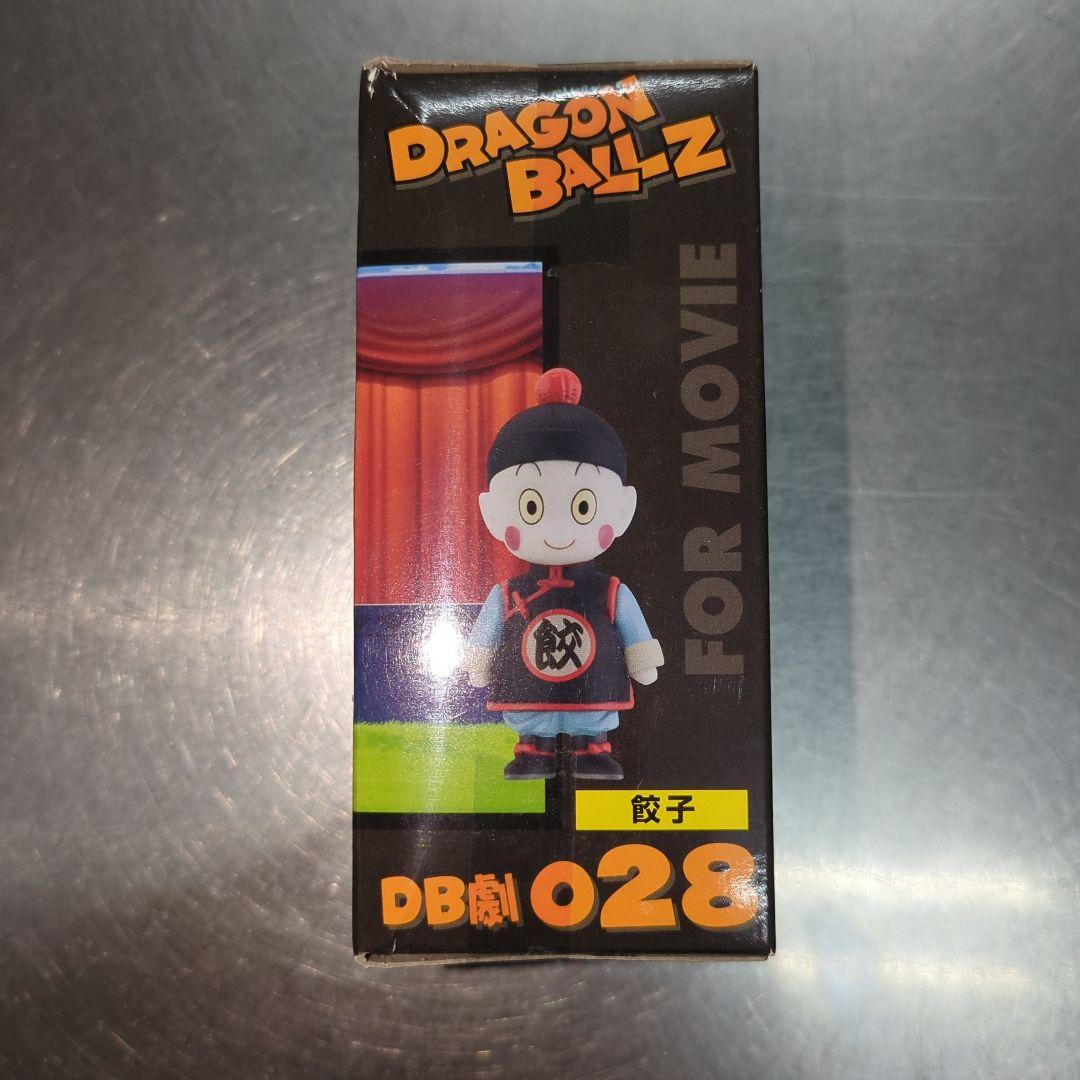 DRAGON
BALL Z
FOR MOVIE
餃
餃子
DB劇 028